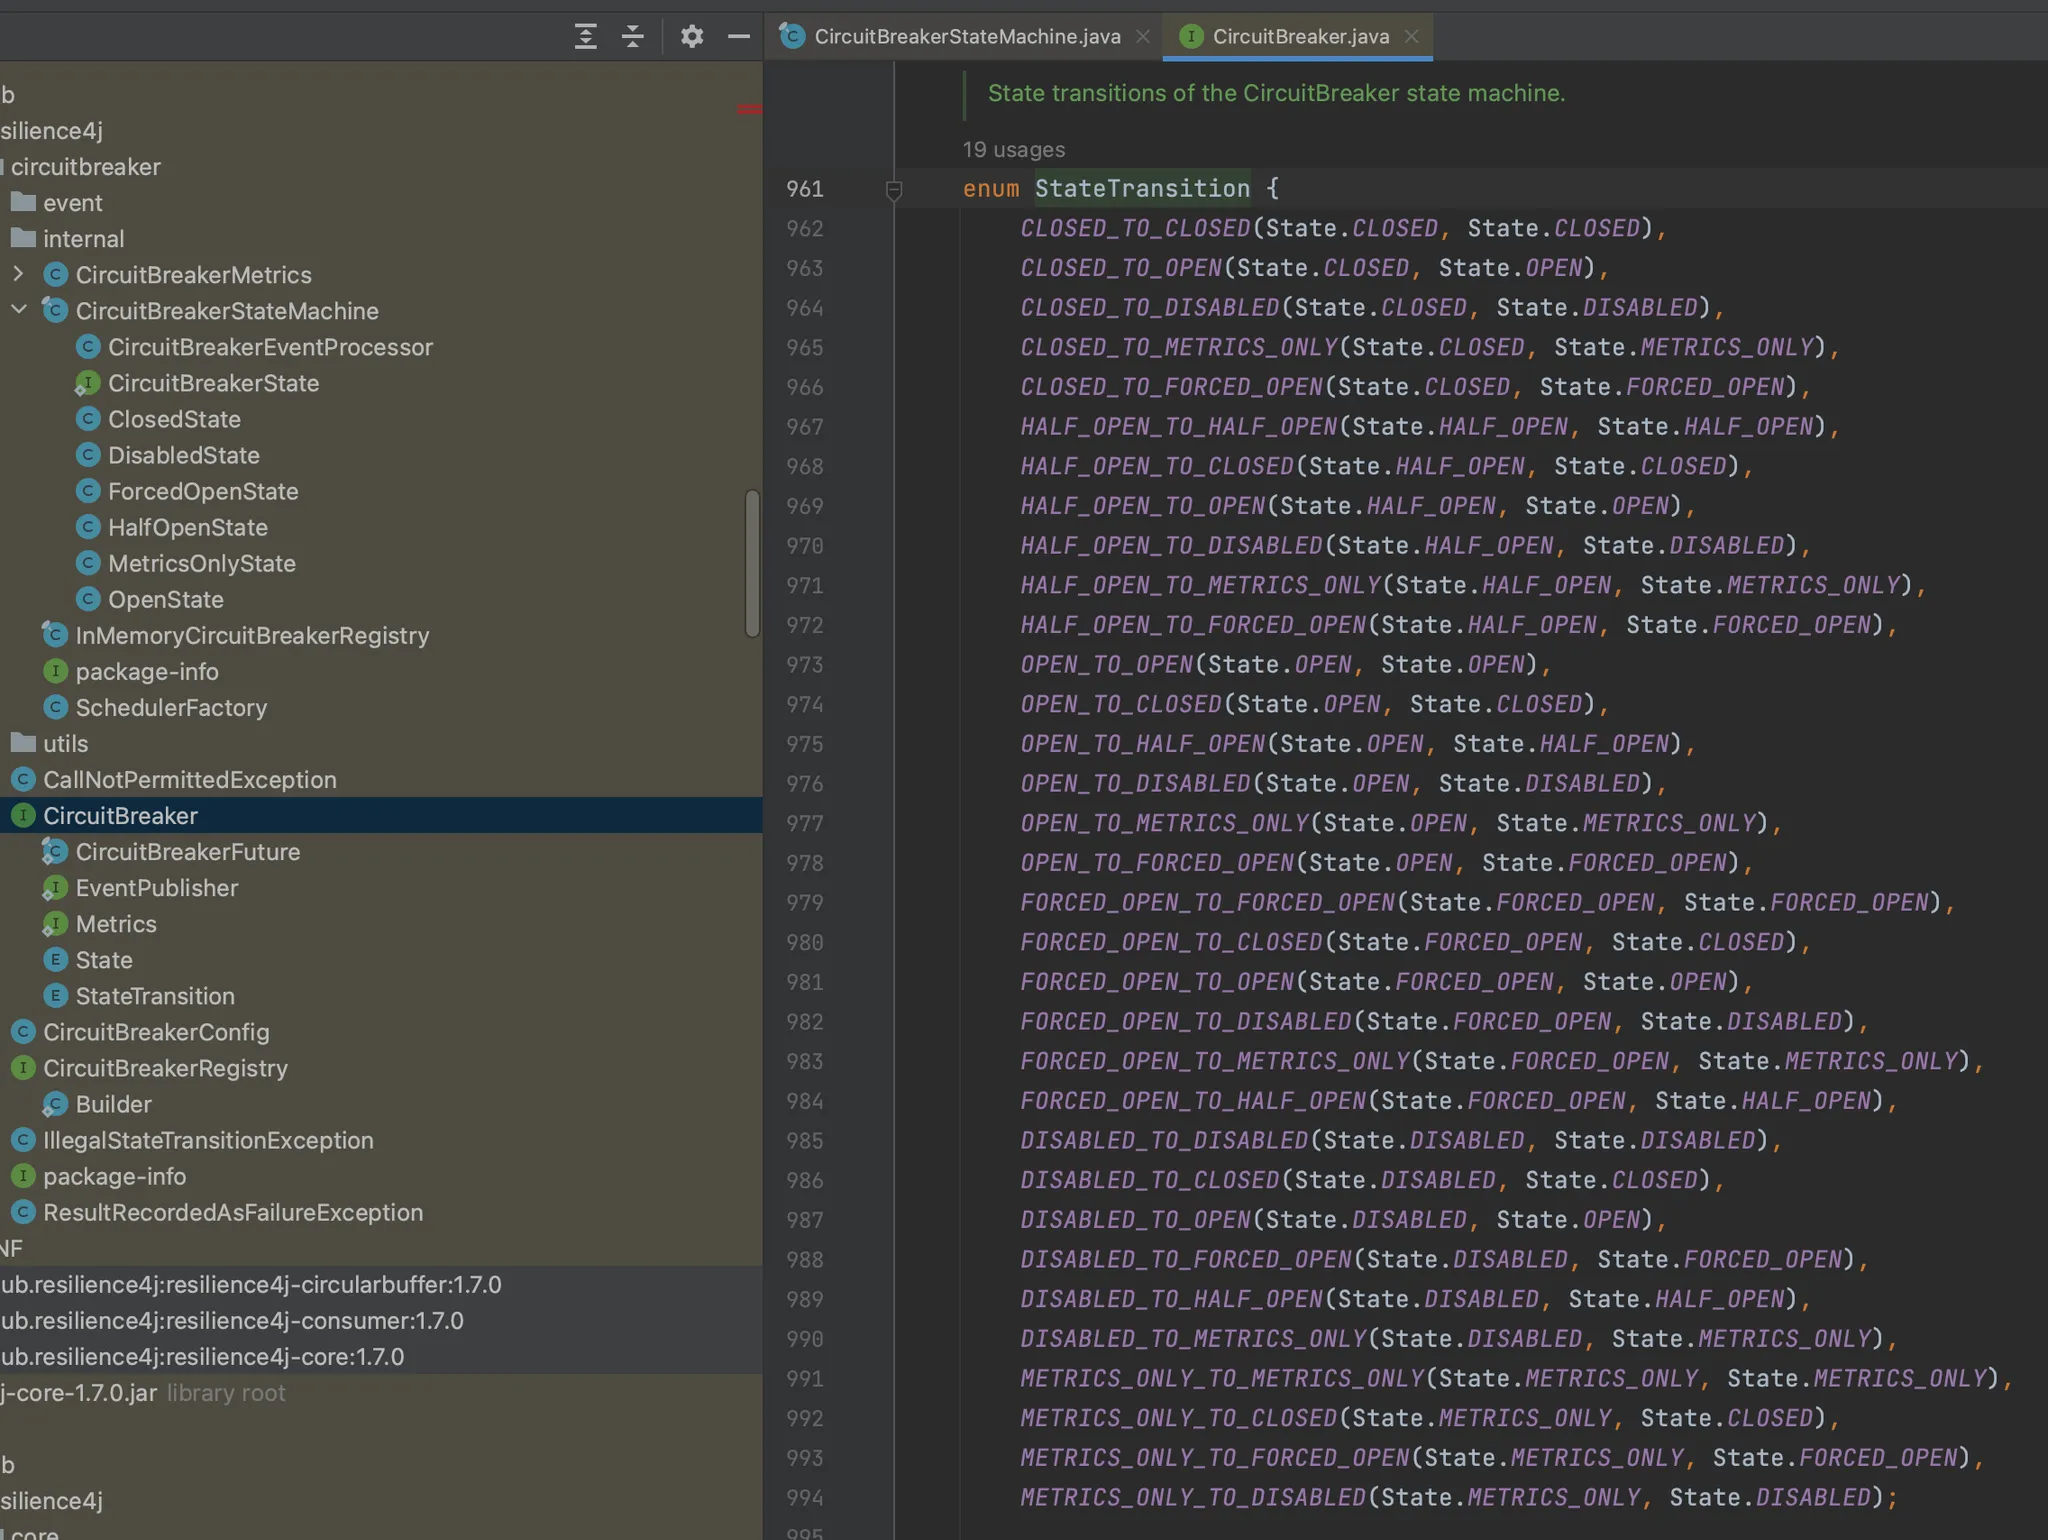 b
silience4j
circuitbreaker
event
internal
CircuitBreakerMetrics
CircuitBreakerStateMachine
CircuitBreakerEventProcessor
CircuitBreakerState
ClosedState
DisabledState
ForcedOpenState
HalfOpenState
MetricsOnlyState
OpenState
InMemoryCircuitBreakerRegistry
package-info
SchedulerFactory
utils
CallNotPermittedException
CircuitBreaker
CircuitBreakerFuture
EventPublisher
Metrics
State
StateTransition
CircuitBreakerConfig
CircuitBreakerRegistry
Builder
IllegalStateTransitionException
package-info
ResultRecordedAsFailureException
NF
ub.resilience4j:resilience4j-circularbuffer:1.7.0
ub.resilience4j:resilience4j-consumer:1.7.0
ub.resilience4j:resilience4j-core:1.7.0
j-core-1.7.0.jar library root
b
silience4j
core
CircuitBreakerStateMachine.java
CircuitBreaker.java
State transitions of the CircuitBreaker state machine.
19 usages
961 enum StateTransition {
962 CLOSED_TO_CLOSED(State.CLOSED, State.CLOSED),
963 CLOSED_TO_OPEN(State.CLOSED, State.OPEN),
964 CLOSED_TO_DISABLED(State.CLOSED, State.DISABLED),
965 CLOSED_TO_METRICS_ONLY(State.CLOSED, State.METRICS_ONLY),
966 CLOSED_TO_FORCED_OPEN(State.CLOSED, State.FORCED_OPEN),
967 HALF_OPEN_TO_HALF_OPEN(State.HALF_OPEN, State.HALF_OPEN),
968 HALF_OPEN_TO_CLOSED(State.HALF_OPEN, State.CLOSED),
969 HALF_OPEN_TO_OPEN(State.HALF_OPEN, State.OPEN),
970 HALF_OPEN_TO_DISABLED(State.HALF_OPEN, State.DISABLED),
971 HALF_OPEN_TO_METRICS_ONLY(State.HALF_OPEN, State.METRICS_ONLY),
972 HALF_OPEN_TO_FORCED_OPEN(State.HALF_OPEN, State.FORCED_OPEN),
973 OPEN_TO_OPEN(State.OPEN, State.OPEN),
974 OPEN_TO_CLOSED(State.OPEN, State.CLOSED),
975 OPEN_TO_HALF_OPEN(State.OPEN, State.HALF_OPEN),
976 OPEN_TO_DISABLED(State.OPEN, State.DISABLED),
977 OPEN_TO_METRICS_ONLY(State.OPEN, State.METRICS_ONLY),
978 OPEN_TO_FORCED_OPEN(State.OPEN, State.FORCED_OPEN),
979 FORCED_OPEN_TO_FORCED_OPEN(State.FORCED_OPEN, State.FORCED_OPEN),
980 FORCED_OPEN_TO_CLOSED(State.FORCED_OPEN, State.CLOSED),
981 FORCED_OPEN_TO_OPEN(State.FORCED_OPEN, State.OPEN),
982 FORCED_OPEN_TO_DISABLED(State.FORCED_OPEN, State.DISABLED),
983 FORCED_OPEN_TO_METRICS_ONLY(State.FORCED_OPEN, State.METRICS_ONLY),
984 FORCED_OPEN_TO_HALF_OPEN(State.FORCED_OPEN, State.HALF_OPEN),
985 DISABLED_TO_DISABLED(State.DISABLED, State.DISABLED),
986 DISABLED_TO_CLOSED(State.DISABLED, State.CLOSED),
987 DISABLED_TO_OPEN(State.DISABLED, State.OPEN),
988 DISABLED_TO_FORCED_OPEN(State.DISABLED, State.FORCED_OPEN),
989 DISABLED_TO_HALF_OPEN(State.DISABLED, State.HALF_OPEN),
990 DISABLED_TO_METRICS_ONLY(State.DISABLED, State.METRICS_ONLY),
991 METRICS_ONLY_TO_METRICS_ONLY(State.METRICS_ONLY, State.METRICS_ONLY),
992 METRICS_ONLY_TO_CLOSED(State.METRICS_ONLY, State.CLOSED),
993 METRICS_ONLY_TO_FORCED_OPEN(State.METRICS_ONLY, State.FORCED_OPEN),
994 METRICS_ONLY_TO_DISABLED(State.METRICS_ONLY, State.DISABLED);
995